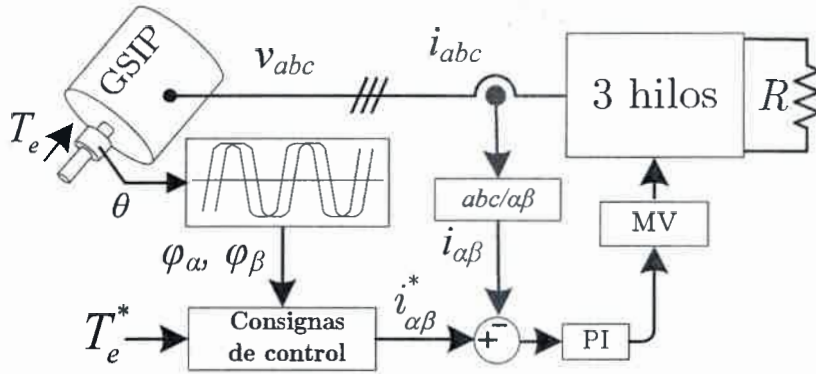 GSIP
v_abc
i_abc
3 hilos
R
T_e
θ
abc/αβ
MV
φ_α, φ_β
i_αβ
T_e^*
Consignas
de control
i_αβ^*
+
−
PI